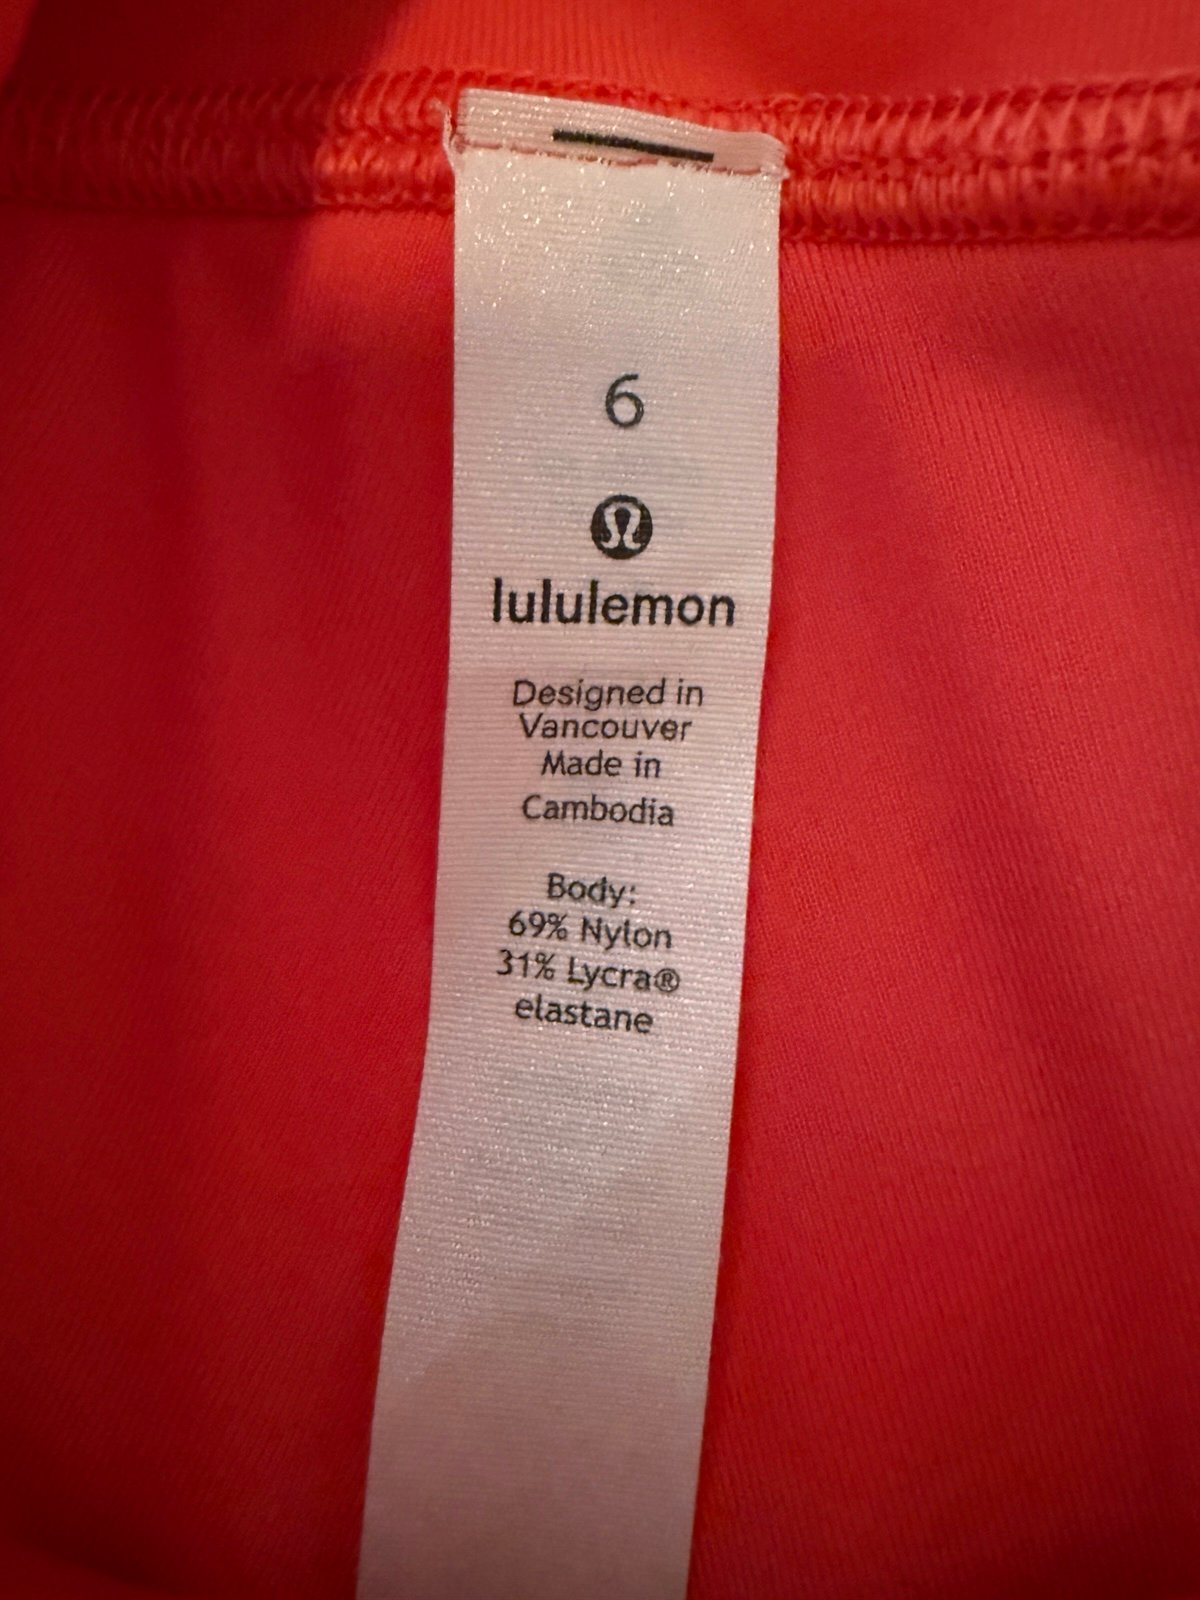 6
lululemon
Designed in
Vancouver
Made in
Cambodia
Body:
69% Nylon
31% Lycra®
elastane